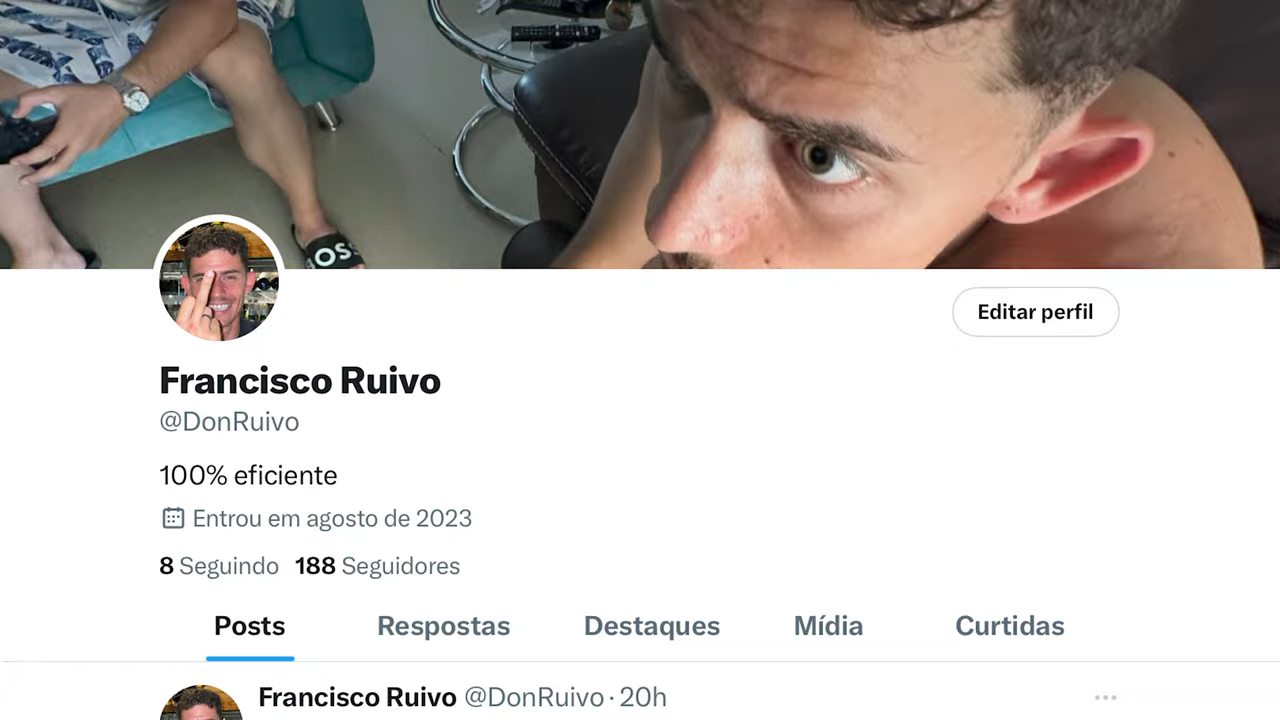 OSS
Editar perfil
Francisco Ruivo
@DonRuivo
100% eficiente
Entrou em agosto de 2023
8 Seguindo 188 Seguidores
Posts Respostas Destaques Mídia Curtidas
Francisco Ruivo @DonRuivo · 20h